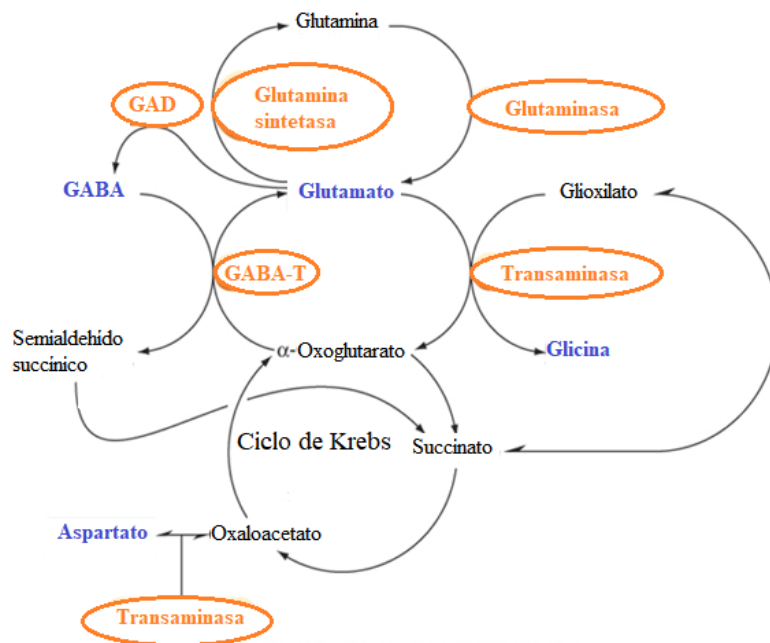 Glutamina
GAD
Glutamina
sintetasa
Glutaminasa
GABA
Glutamato
Glioxilato
GABA-T
Transaminasa
Semialdehído
succínico
α-Oxoglutarato
Glicina
Ciclo de Krebs
Succinato
Aspartato
Oxaloacetato
Transaminasa